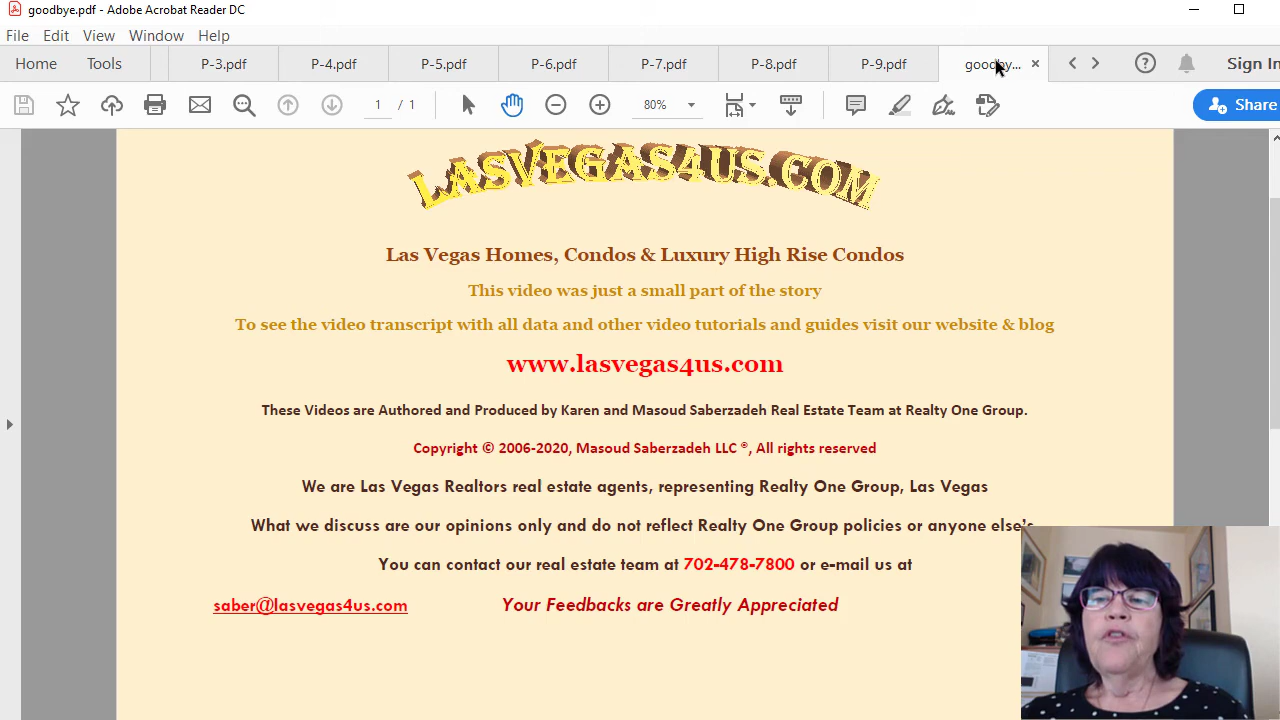 goodbye.pdf - Adobe Acrobat Reader DC
File Edit View Window Help
Home Tools P-3.pdf P-4.pdf P-5.pdf P-6.pdf P-7.pdf P-8.pdf P-9.pdf goodby... × Sign In
1 / 1 80% Share
LASVEGAS4US.COM
Las Vegas Homes, Condos & Luxury High Rise Condos
This video was just a small part of the story
To see the video transcript with all data and other video tutorials and guides visit our website & blog
www.lasvegas4us.com
These Videos are Authored and Produced by Karen and Masoud Saberzadeh Real Estate Team at Realty One Group.
Copyright © 2006-2020, Masoud Saberzadeh LLC ®, All rights reserved
We are Las Vegas Realtors real estate agents, representing Realty One Group, Las Vegas
What we discuss are our opinions only and do not reflect Realty One Group policies or anyone else's
You can contact our real estate team at 702-478-7800 or e-mail us at
saber@lasvegas4us.com Your Feedbacks are Greatly Appreciated